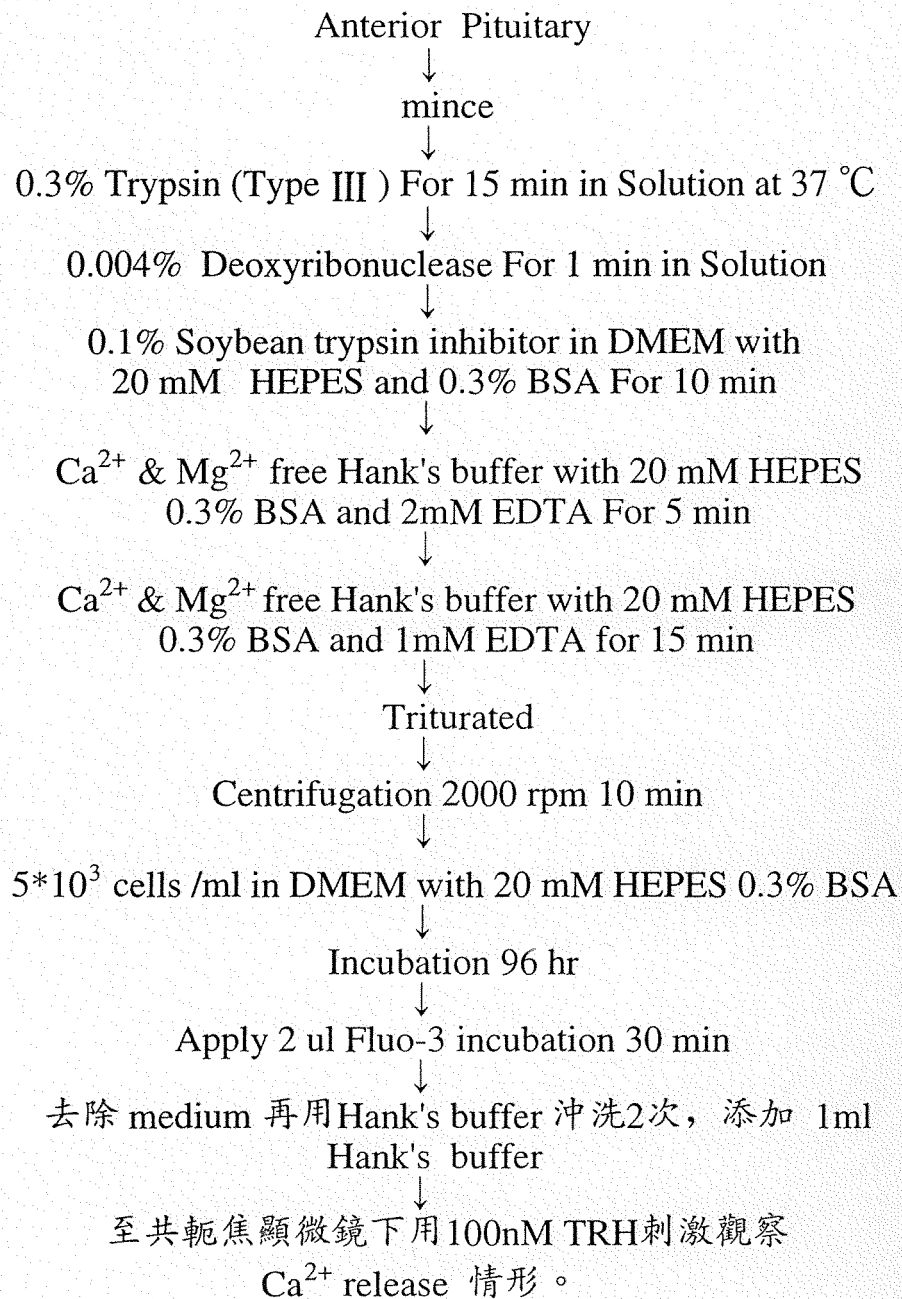 Anterior Pituitary
↓
mince
↓
0.3% Trypsin (Type III ) For 15 min in Solution at 37 ℃
↓
0.004% Deoxyribonuclease For 1 min in Solution
↓
0.1% Soybean trypsin inhibitor in DMEM with
20 mM HEPES and 0.3% BSA For 10 min
↓
Ca²⁺ & Mg²⁺ free Hank's buffer with 20 mM HEPES
0.3% BSA and 2mM EDTA For 5 min
↓
Ca²⁺ & Mg²⁺ free Hank's buffer with 20 mM HEPES
0.3% BSA and 1mM EDTA for 15 min
↓
Triturated
↓
Centrifugation 2000 rpm 10 min
↓
5*10³ cells /ml in DMEM with 20 mM HEPES 0.3% BSA
↓
Incubation 96 hr
↓
Apply 2 ul Fluo-3 incubation 30 min
↓
去除 medium 再用Hank's buffer 沖洗2次，添加 1ml
Hank's buffer
↓
至共軛焦顯微鏡下用100nM TRH刺激觀察
Ca²⁺ release 情形。